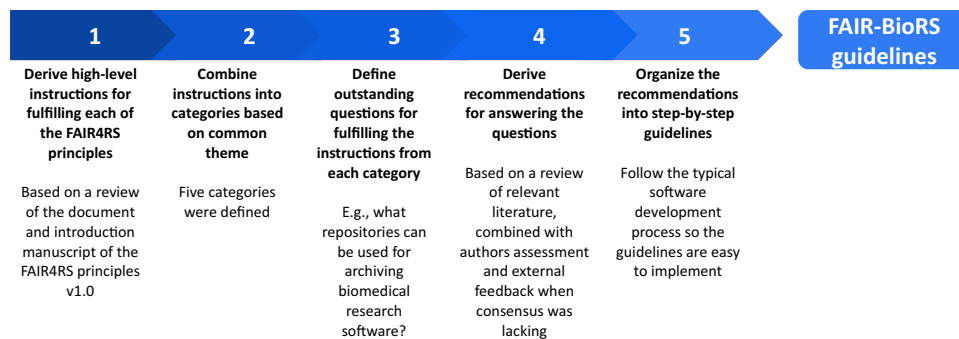 1
Derive high-level
instructions for
fulfilling each of
the FAIR4RS
principles
Based on a review
of the document
and introduction
manuscript of the
FAIR4RS principles
v1.0
2
Combine
instructions into
categories based
on common
theme
Five categories
were defined
3
Define
outstanding
questions for
fulfilling the
instructions from
each category
E.g., what
repositories can
be used for
archiving
biomedical
research
software?
4
Derive
recommendations
for answering the
questions
Based on a review
of relevant
literature,
combined with
authors assessment
and external
feedback when
consensus was
lacking
5
Organize the
recommendations
into step-by-step
guidelines
Follow the typical
software
development
process so the
guidelines are easy
to implement
FAIR-BioRS
guidelines